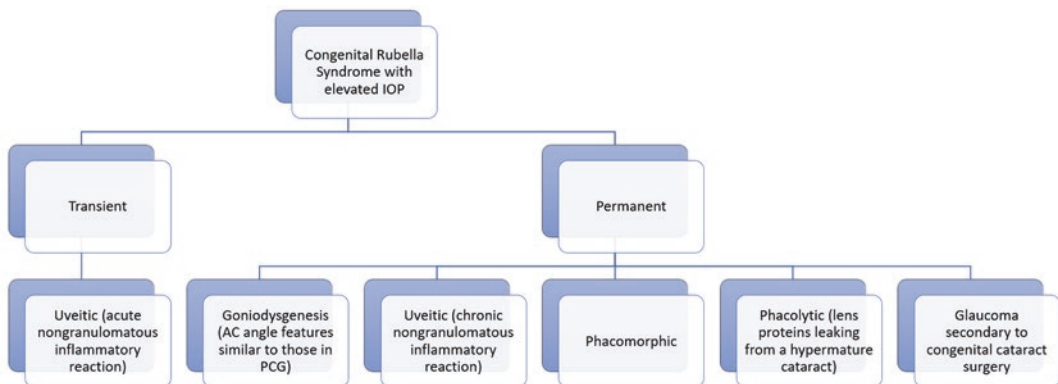 Congenital Rubella
Syndrome with
elevated IOP
Transient
Permanent
Uveitic (acute
nongranulomatous
inflammatory
reaction)
Goniodysgenesis
(AC angle features
similar to those in
PCG)
Uveitic (chronic
nongranulomatous
inflammatory
reaction)
Phacomorphic
Phacolytic (lens
proteins leaking
from a hypermature
cataract)
Glaucoma
secondary to
congenital cataract
surgery